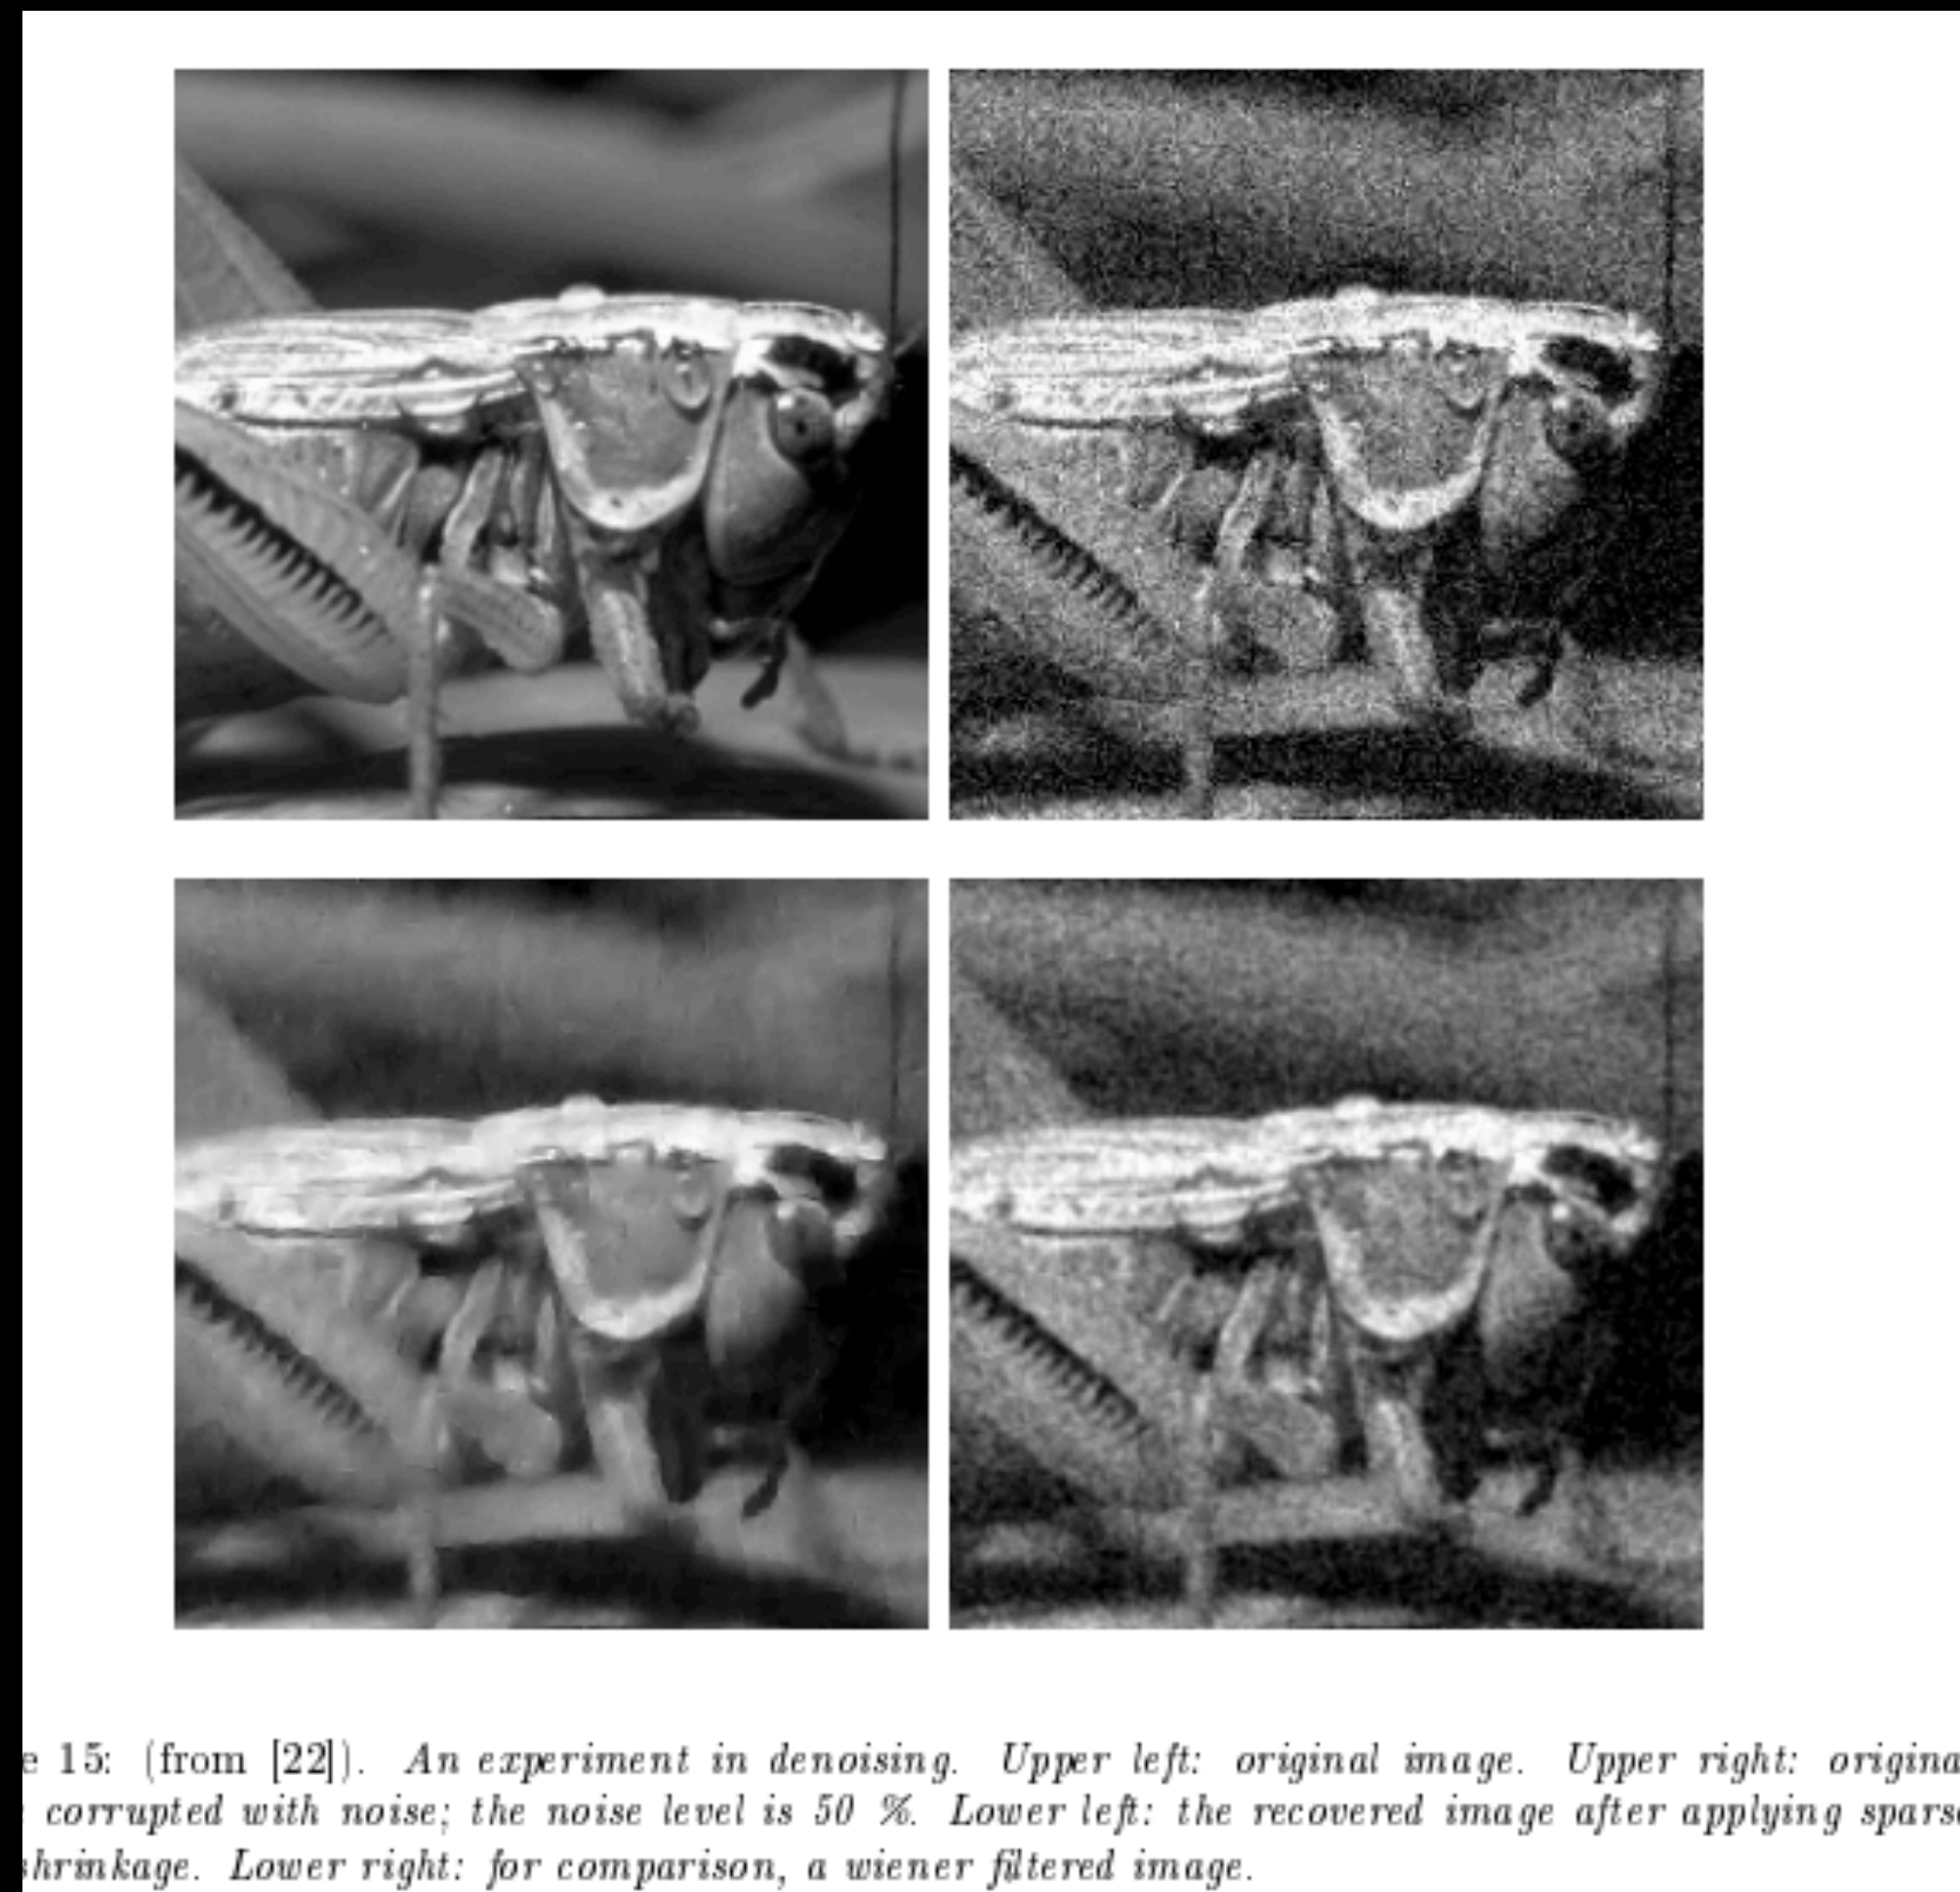 e 15: (from [22]). An experiment in denoising. Upper left: original image. Upper right: origina
corrupted with noise; the noise level is 50 %. Lower left: the recovered image after applying spars
shrinkage. Lower right: for comparison, a wiener filtered image.